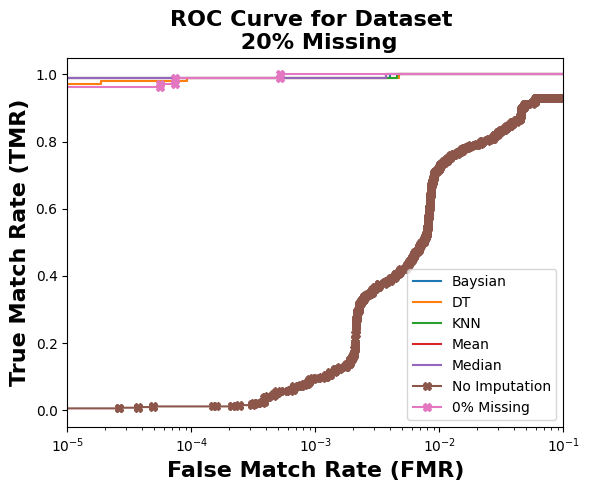 ROC Curve for Dataset
20% Missing
True Match Rate (TMR)
1.0
0.8
0.6
0.4
0.2
0.0
Baysian
DT
KNN
Mean
Median
No Imputation
0% Missing
10⁻⁵
10⁻⁴
10⁻³
10⁻²
10⁻¹
False Match Rate (FMR)